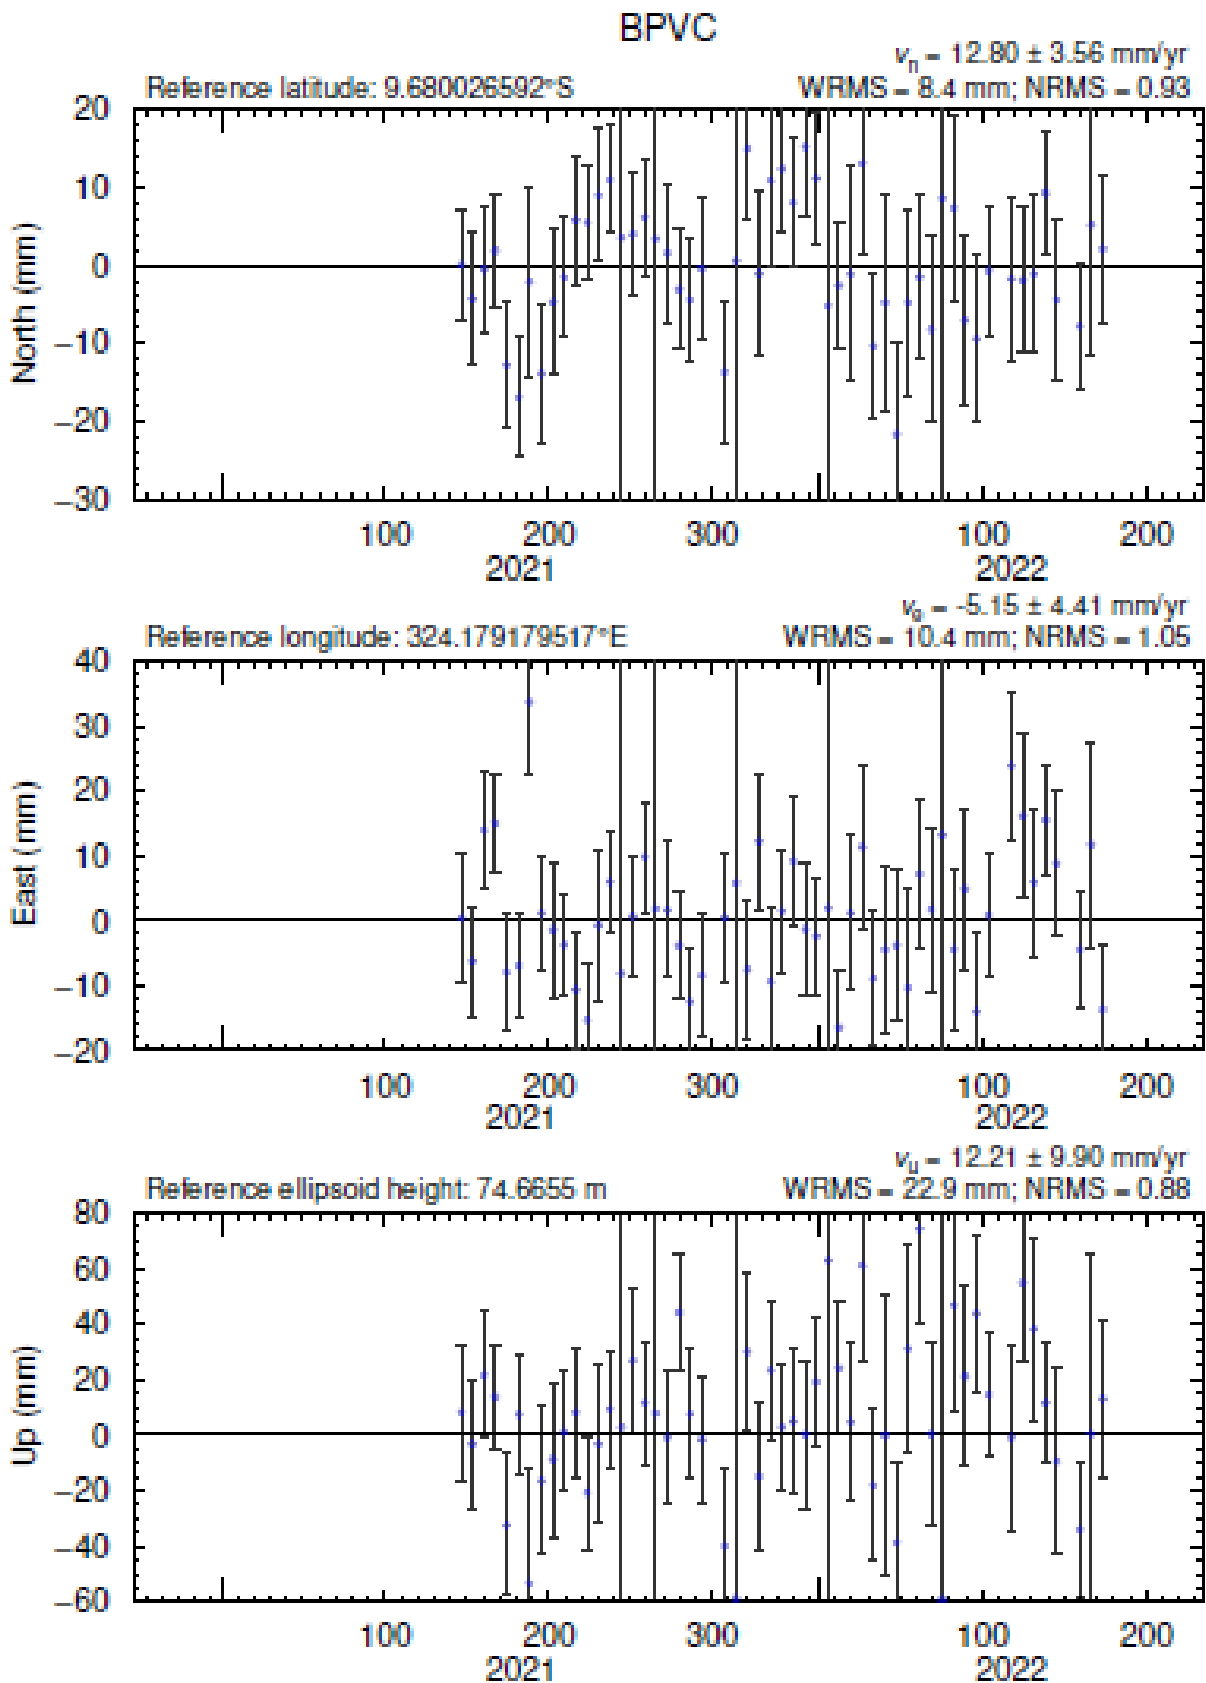 BPVC
vn = 12.80 ± 3.56 mm/yr
Reference latitude: 9.680026592°S WRMS = 8.4 mm; NRMS = 0.93
20
10
0
−10
−20
−30
North (mm)
100 200 300 100 200
2021 2022
ve = -5.15 ± 4.41 mm/yr
Reference longitude: 324.179179517°E WRMS = 10.4 mm; NRMS = 1.05
40
30
20
10
0
−10
−20
East (mm)
100 200 300 100 200
2021 2022
vu = 12.21 ± 9.90 mm/yr
Reference ellipsoid height: 74.6655 m WRMS = 22.9 mm; NRMS = 0.88
80
60
40
20
0
−20
−40
−60
Up (mm)
100 200 300 100 200
2021 2022